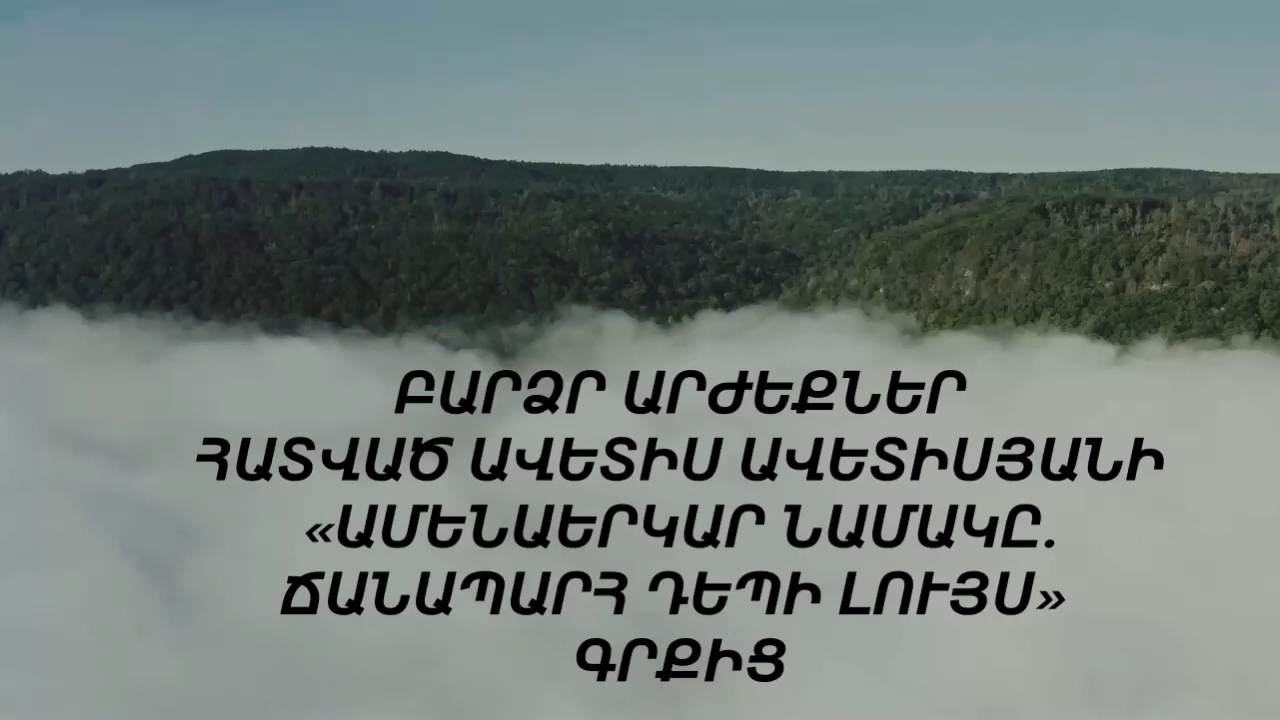 ԲԱՐՁՐ ԱՐԺԵՔՆԵՐ
ՀԱՏՎԱԾ ԱՎԵՏԻՍ ԱՎԵՏԻՍՅԱՆԻ
«ԱՄԵՆԱԵՐԿԱՐ ՆԱՄԱԿԸ.
ՃԱՆԱՊԱՐՀ ԴԵՊԻ ԼՈՒՅՍ»
ԳՐՔԻՑ